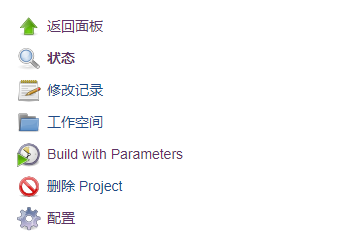 返回面板
状态
修改记录
工作空间
Build with Parameters
删除 Project
配置